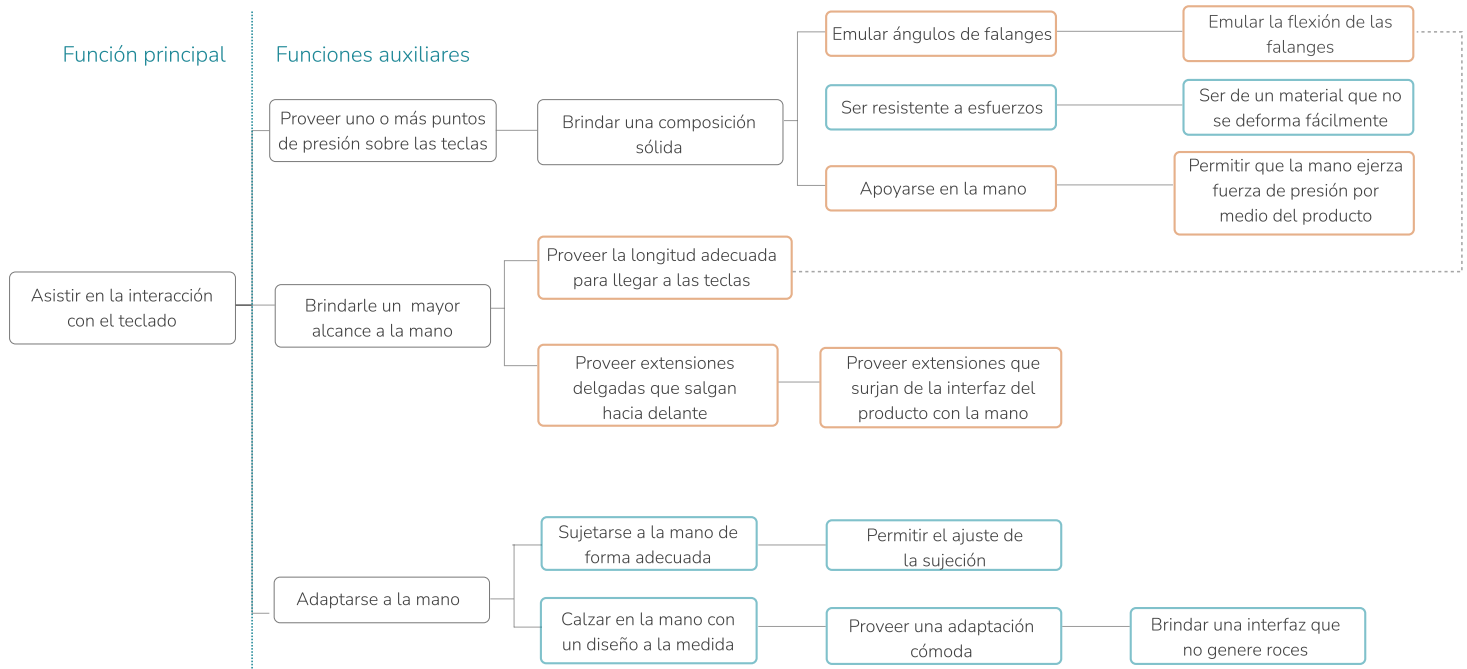 Función principal
Funciones auxiliares
Asistir en la interacción
con el teclado
Proveer uno o más puntos
de presión sobre las teclas
Brindar una composición
sólida
Emular ángulos de falanges
Emular la flexión de las
falanges
Ser resistente a esfuerzos
Ser de un material que no
se deforma fácilmente
Apoyarse en la mano
Permitir que la mano ejerza
fuerza de presión por
medio del producto
Brindarle un mayor
alcance a la mano
Proveer la longitud adecuada
para llegar a las teclas
Proveer extensiones
delgadas que salgan
hacia delante
Proveer extensiones que
surjan de la interfaz del
producto con la mano
Adaptarse a la mano
Sujetarse a la mano de
forma adecuada
Permitir el ajuste de
la sujeción
Calzar en la mano con
un diseño a la medida
Proveer una adaptación
cómoda
Brindar una interfaz que
no genere roces